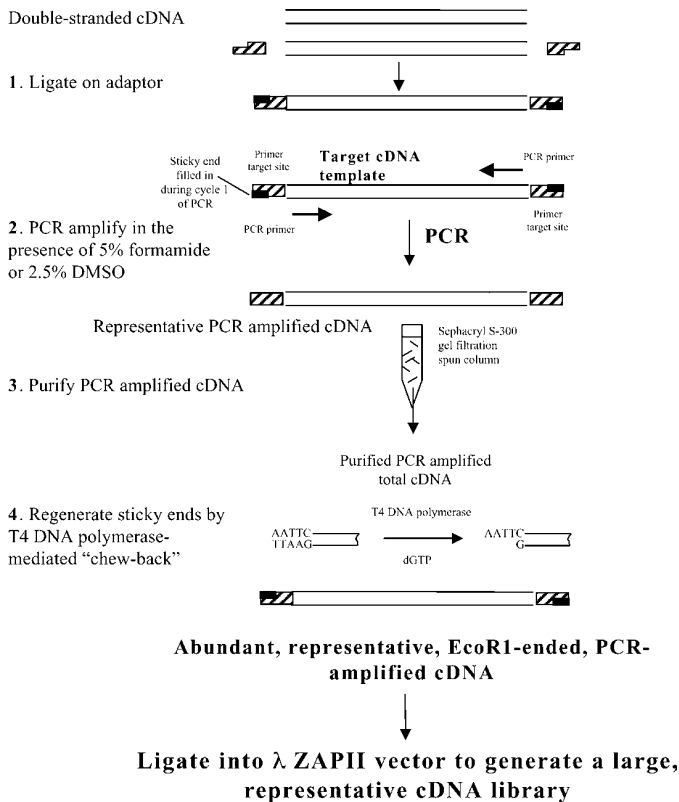 Double-stranded cDNA
1. Ligate on adaptor
Sticky end
filled in
during cycle 1
of PCR
Primer
target site
Target cDNA
template
PCR primer
PCR primer
Primer
target site
2. PCR amplify in the
presence of 5% formamide
or 2.5% DMSO
PCR
Representative PCR amplified cDNA
Sephacryl S-300
gel filtration
spun column
3. Purify PCR amplified cDNA
Purified PCR amplified
total cDNA
4. Regenerate sticky ends by
T4 DNA polymerase-
mediated “chew-back”
AATTC
TTAAG
T4 DNA polymerase
dGTP
AATTC
G
Abundant, representative, EcoR1-ended, PCR-
amplified cDNA
Ligate into λ ZAPII vector to generate a large,
representative cDNA library